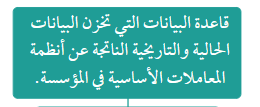 قاعدة البيانات التي تخزن البيانات
الحالية والتاريخية الناتجة عن أنظمة
المعاملات الأساسية في المؤسسة.